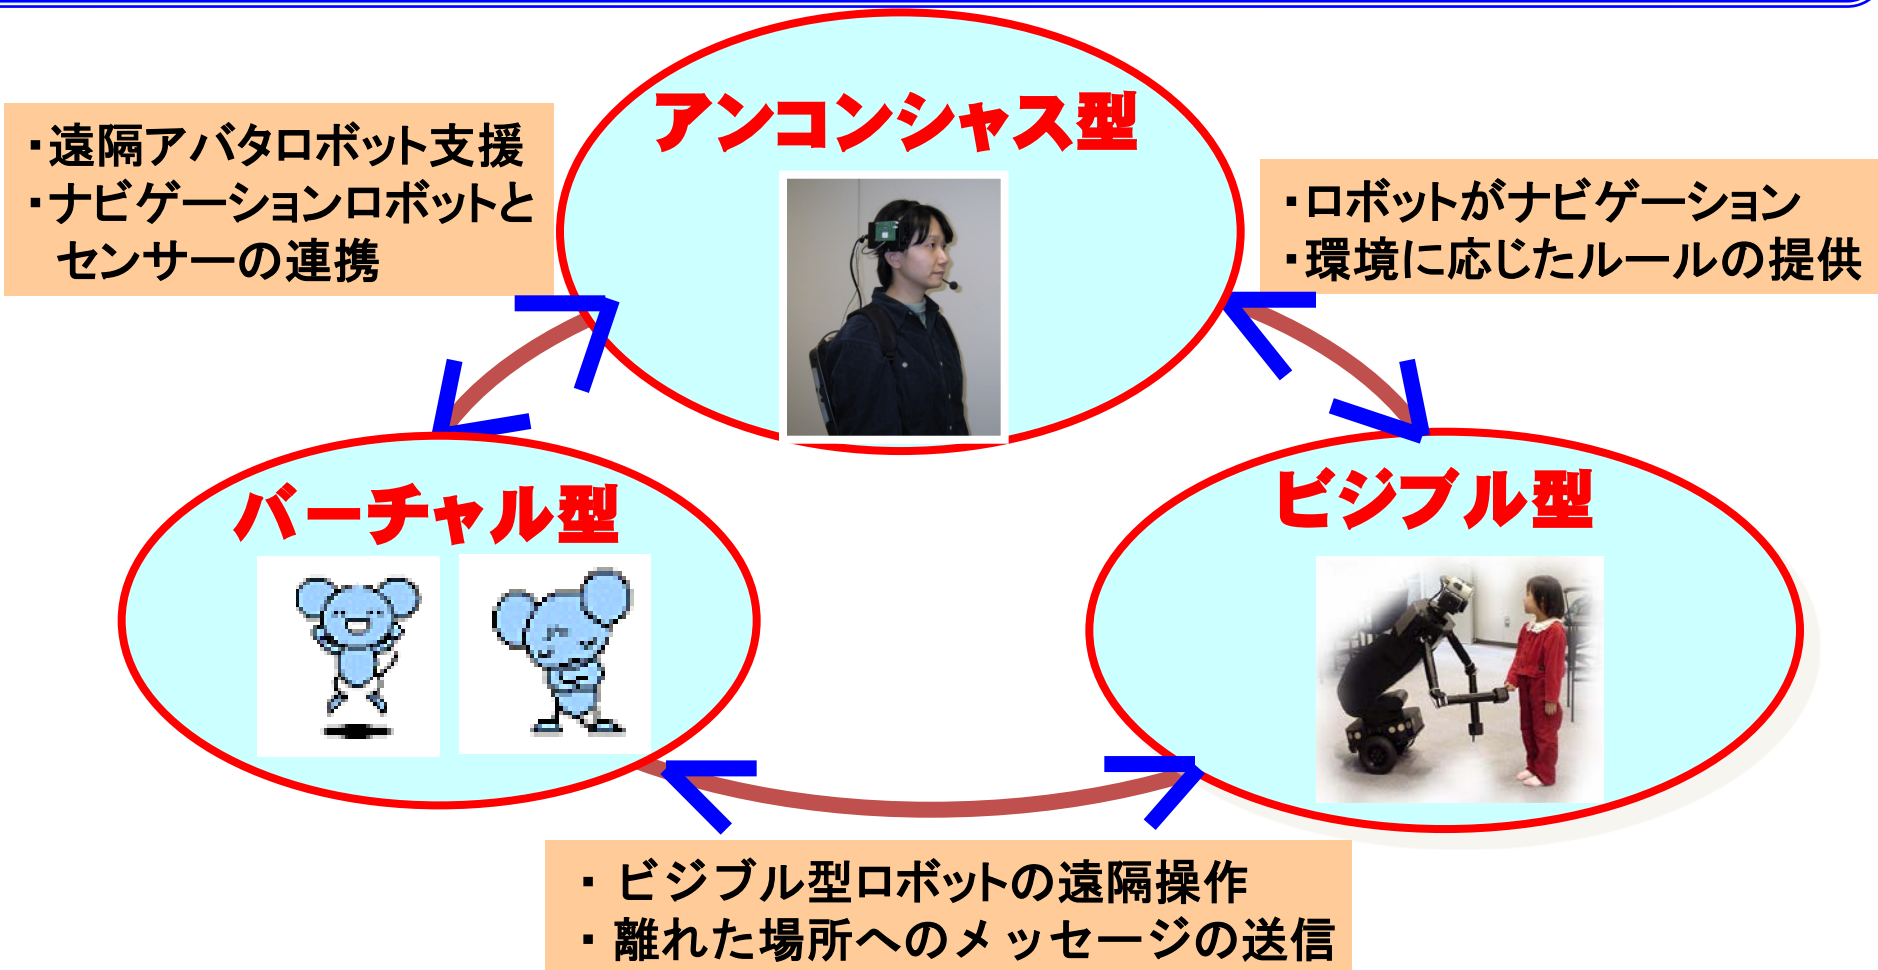 アンコンシャス型
・遠隔アバタロボット支援
・ナビゲーションロボットと
センサーの連携
・ロボットがナビゲーション
・環境に応じたルールの提供
バーチャル型
ビジブル型
・ビジブル型ロボットの遠隔操作
・離れた場所へのメッセージの送信